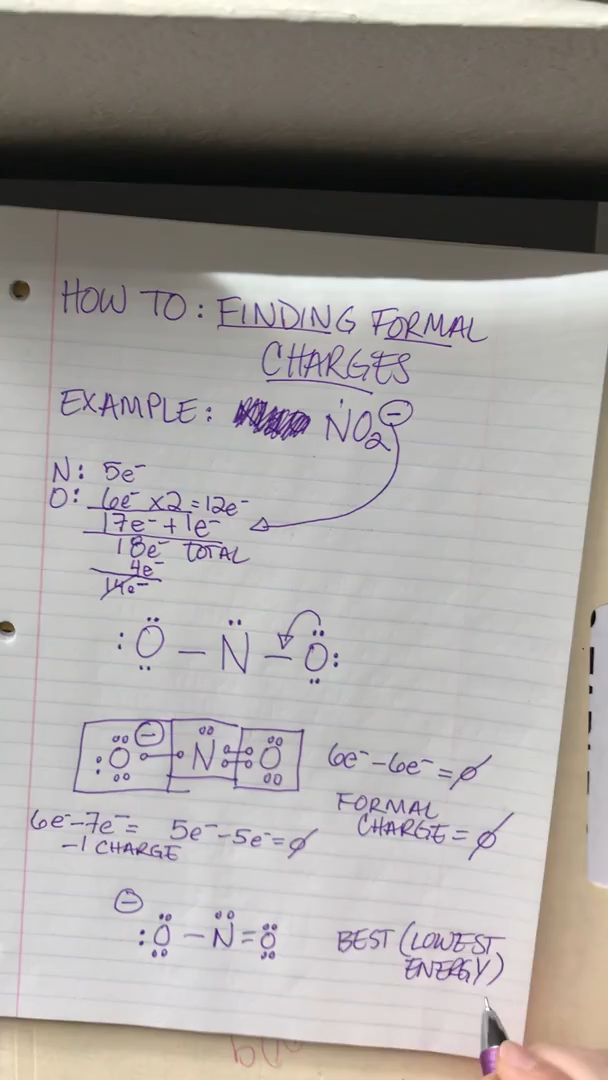 HOW TO: FINDING FORMAL
CHARGES
EXAMPLE: NO2⊖
N: 5e⁻
O: 6e⁻ x2 = 12e⁻
17e⁻ + 1e⁻
18e⁻ TOTAL
4e⁻
14e⁻
:Ö – N̈ – Ö:
:O ⊖ N O
6e⁻ – 6e⁻ = ∅
FORMAL
CHARGE = ∅
6e⁻ – 7e⁻ =
–1 CHARGE
5e⁻ – 5e⁻ = ∅
⊖
:Ö – N̈ = Ö
BEST (LOWEST
ENERGY)